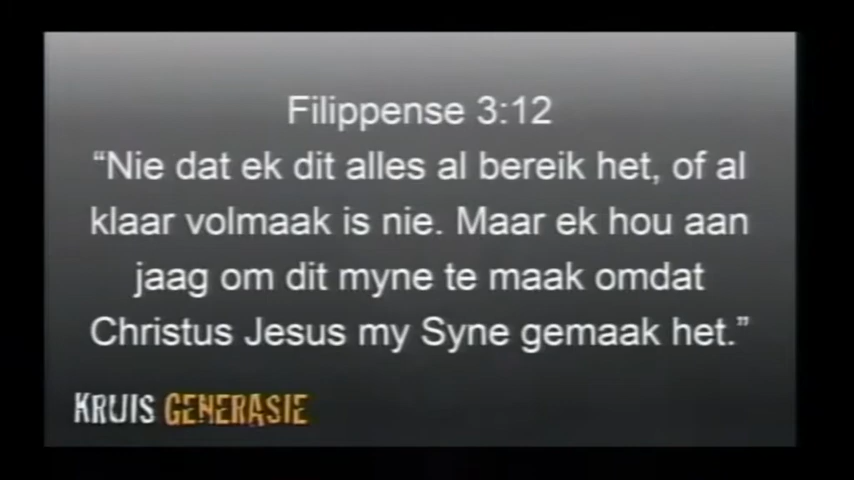 Filippense 3:12
“Nie dat ek dit alles al bereik het, of al
klaar volmaak is nie. Maar ek hou aan
jaag om dit myne te maak omdat
Christus Jesus my Syne gemaak het.”
KRUIS GENERASIE